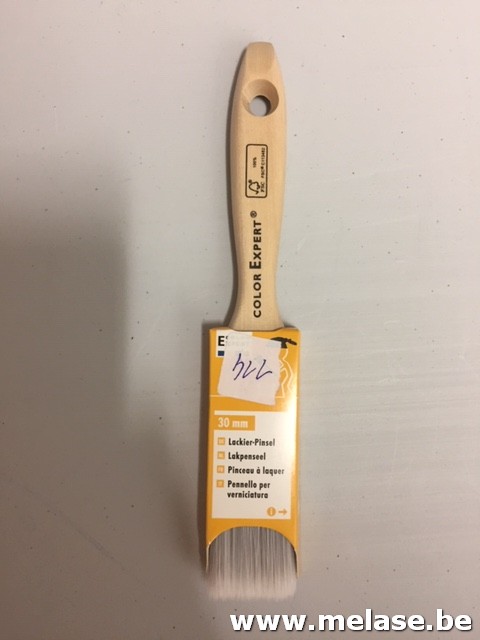 100%
COLOR EXPERT®
774
30 mm
Lackier-Pinsel
Lakpenseel
Pinceau à laquer
Pennello per
verniciatura
www.melase.be